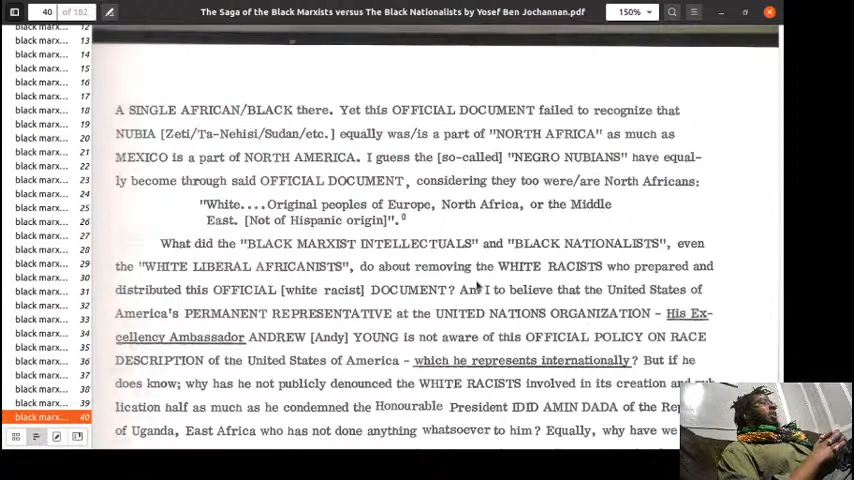 40 of 182
The Saga of the Black Marxists versus The Black Nationalists by Yosef Ben Jochannan.pdf
150%
black marx... 12
black marx... 13
black marx... 14
black marx... 15
black marx... 16
black marx... 17
black marx... 18
black marx... 19
black marx... 20
black marx... 21
black marx... 22
black marx... 23
black marx... 24
black marx... 25
black marx... 26
black marx... 27
black marx... 28
black marx... 29
black marx... 30
black marx... 31
black marx... 32
black marx... 33
black marx... 34
black marx... 35
black marx... 36
black marx... 37
black marx... 38
black marx... 39
black marx... 40
A SINGLE AFRICAN/BLACK there. Yet this OFFICIAL DOCUMENT failed to recognize that
NUBIA [Zeti/Ta-Nehisi/Sudan/etc.] equally was/is a part of "NORTH AFRICA" as much as
MEXICO is a part of NORTH AMERICA. I guess the [so-called] "NEGRO NUBIANS" have equal-
ly become through said OFFICIAL DOCUMENT, considering they too were/are North Africans:
"White.... Original peoples of Europe, North Africa, or the Middle
East. [Not of Hispanic origin]".
What did the "BLACK MARXIST INTELLECTUALS" and "BLACK NATIONALISTS", even
the "WHITE LIBERAL AFRICANISTS", do about removing the WHITE RACISTS who prepared and
distributed this OFFICIAL [white racist] DOCUMENT? Am I to believe that the United States of
America's PERMANENT REPRESENTATIVE at the UNITED NATIONS ORGANIZATION - His Ex-
cellency Ambassador ANDREW [Andy] YOUNG is not aware of this OFFICIAL POLICY ON RACE
DESCRIPTION of the United States of America - which he represents internationally? But if he
does know; why has he not publicly denounced the WHITE RACISTS involved in its creation and
lication half as much as he condemned the Honourable President IDID AMIN DADA of the
of Uganda, East Africa who has not done anything whatsoever to him? Equally, why have we